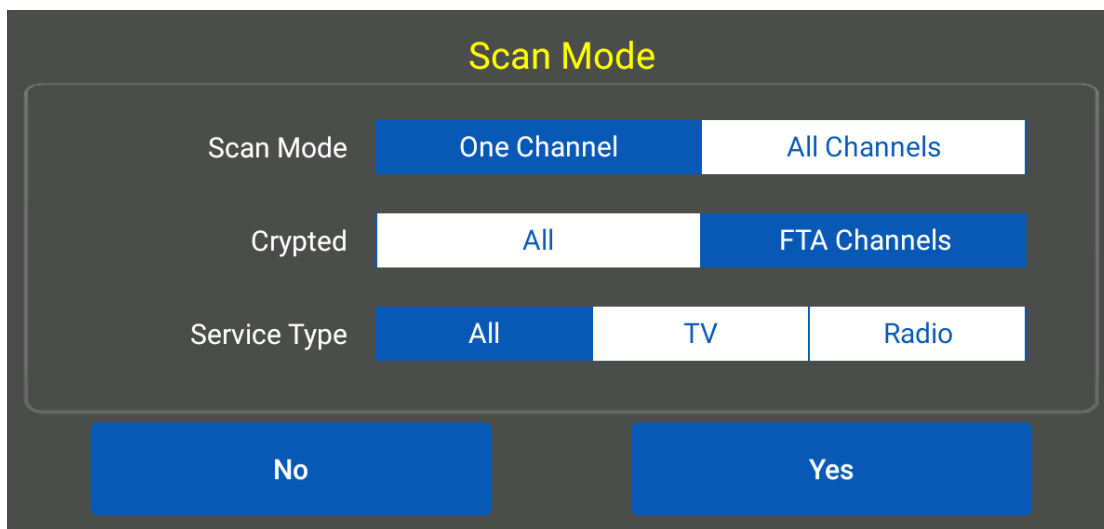 Scan Mode
Scan Mode One Channel All Channels
Crypted All FTA Channels
Service Type All TV Radio
No Yes